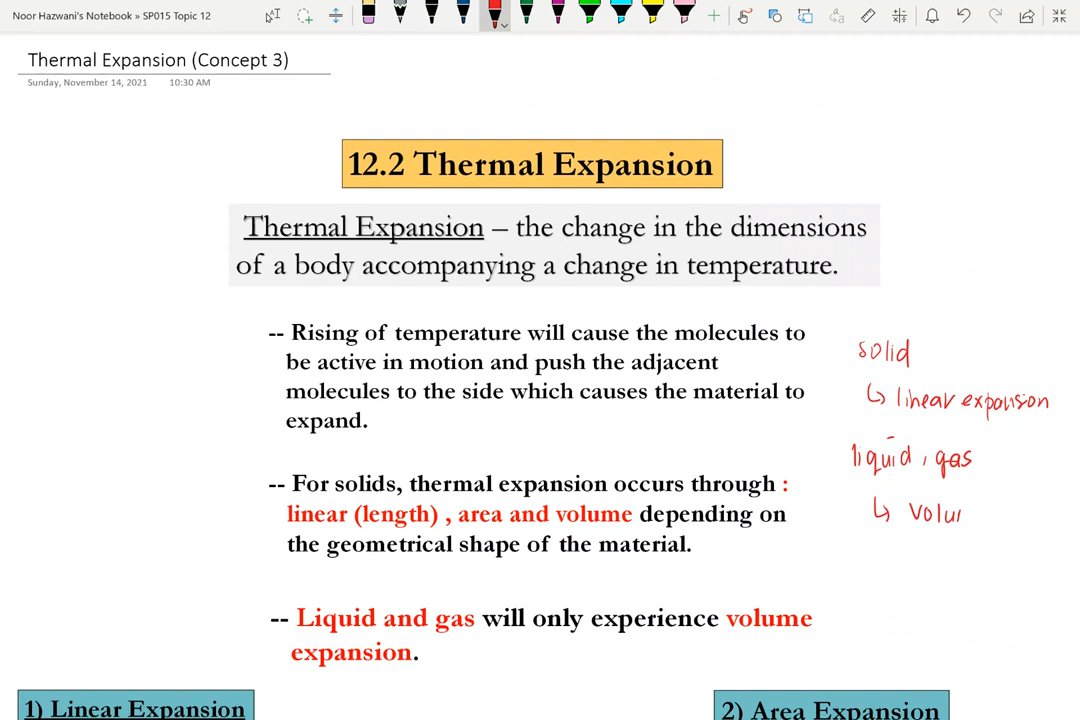 Noor Hazwani's Notebook » SP015 Topic 12
Thermal Expansion (Concept 3)
Sunday, November 14, 2021 10:30 AM
12.2 Thermal Expansion
Thermal Expansion – the change in the dimensions
of a body accompanying a change in temperature.
-- Rising of temperature will cause the molecules to
be active in motion and push the adjacent
molecules to the side which causes the material to
expand.
solid
↳ linear expansion
liquid, gas
↳ volu
-- For solids, thermal expansion occurs through :
linear (length) , area and volume depending on
the geometrical shape of the material.
-- Liquid and gas will only experience volume
expansion.
1) Linear Expansion
2) Area Expansion